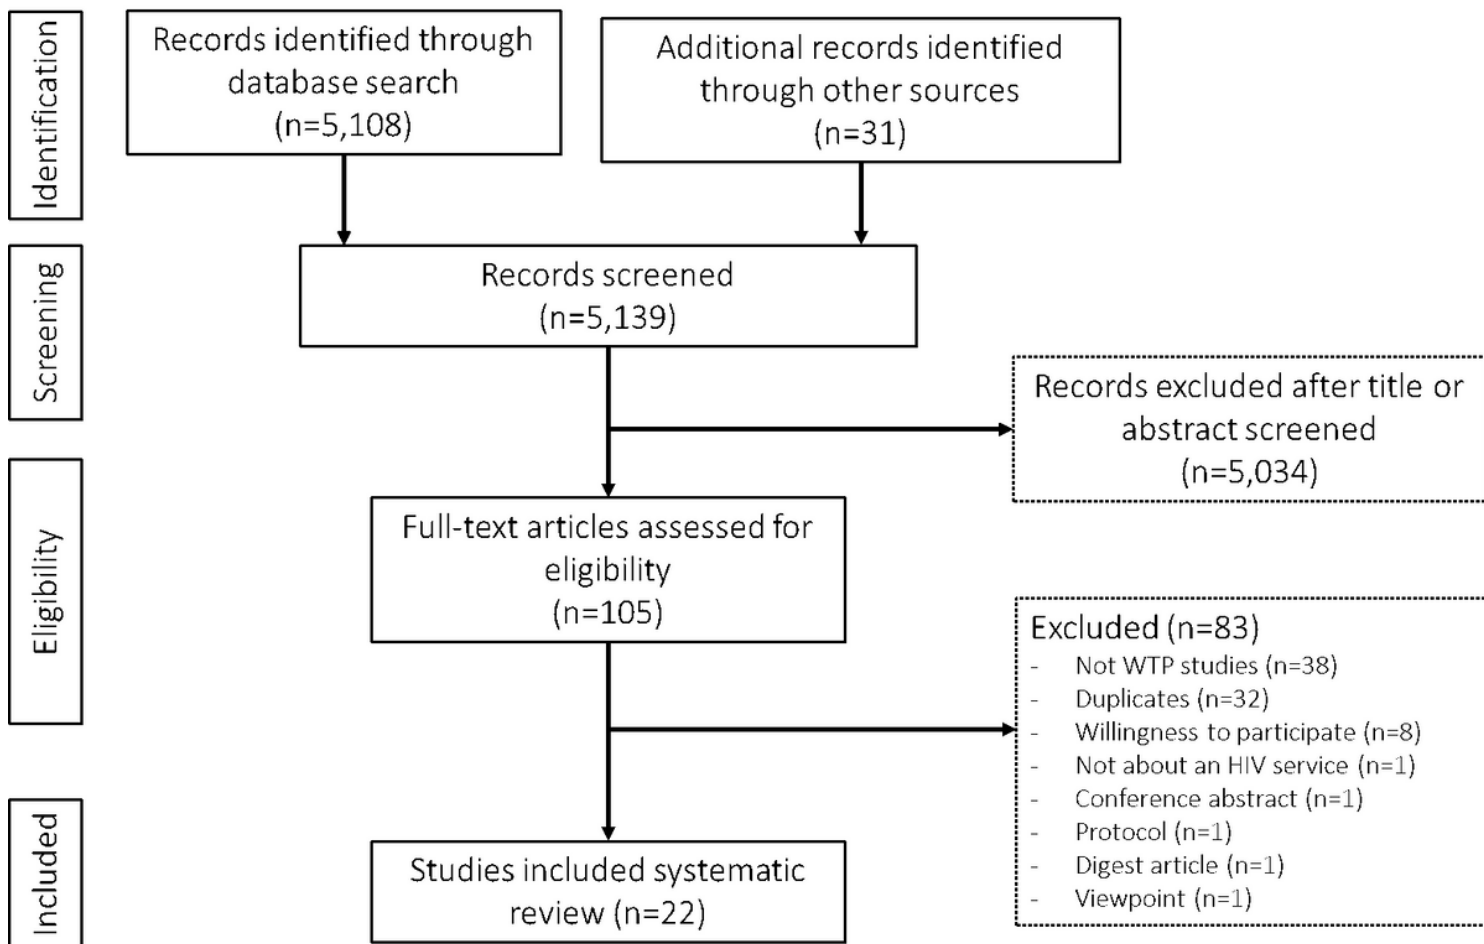 Identification
Records identified through
database search
(n=5,108)
Additional records identified
through other sources
(n=31)
Screening
Records screened
(n=5,139)
Records excluded after title or
abstract screened
(n=5,034)
Eligibility
Full-text articles assessed for
eligibility
(n=105)
Excluded (n=83)
- Not WTP studies (n=38)
- Duplicates (n=32)
- Willingness to participate (n=8)
- Not about an HIV service (n=1)
- Conference abstract (n=1)
- Protocol (n=1)
- Digest article (n=1)
- Viewpoint (n=1)
Included
Studies included systematic
review (n=22)